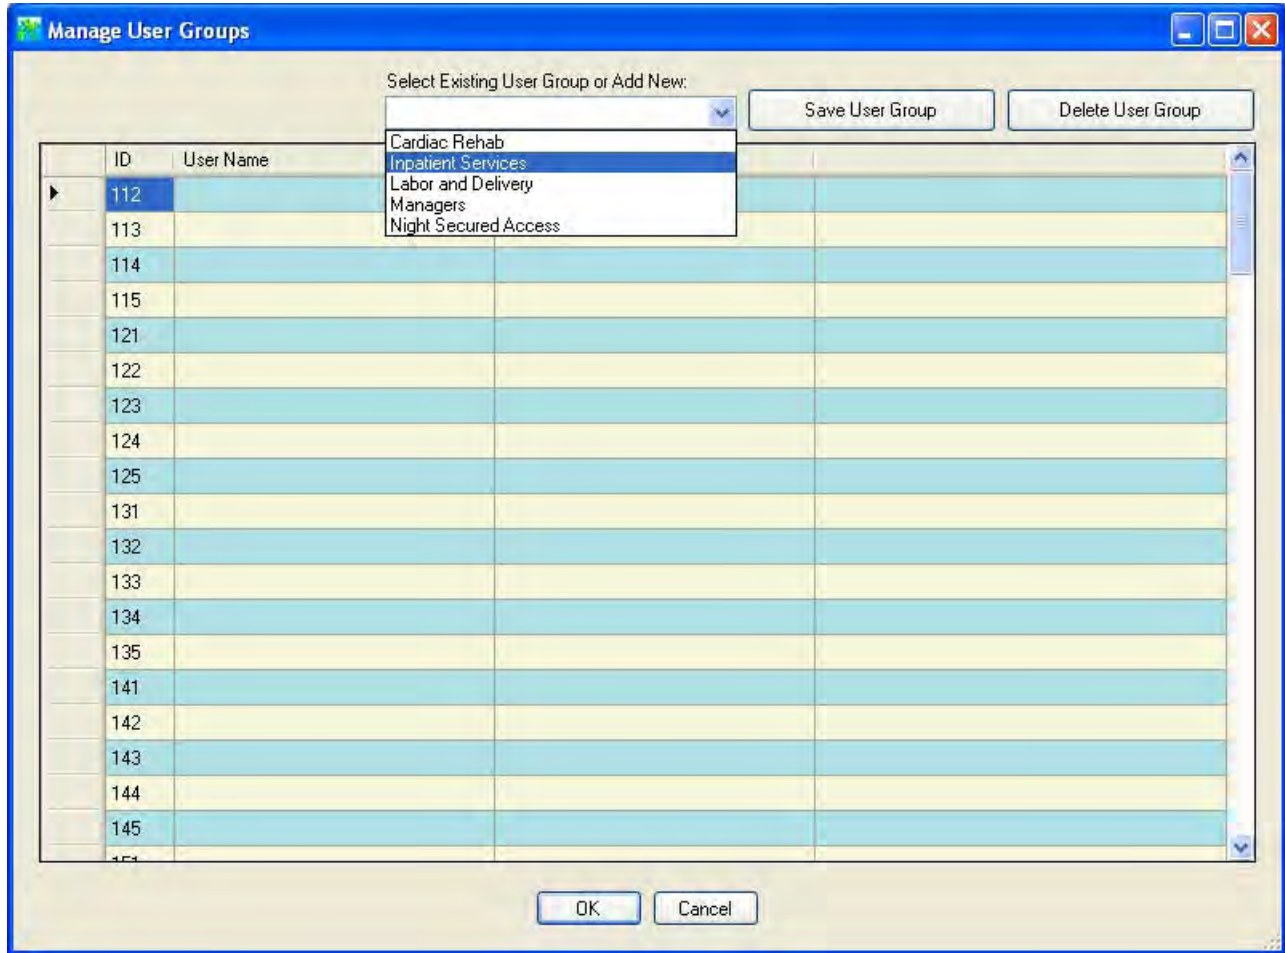 Manage User Groups
Select Existing User Group or Add New:
Save User Group
Delete User Group
Cardiac Rehab
Inpatient Services
Labor and Delivery
Managers
Night Secured Access
ID User Name
112
113
114
115
121
122
123
124
125
131
132
133
134
135
141
142
143
144
145
OK Cancel